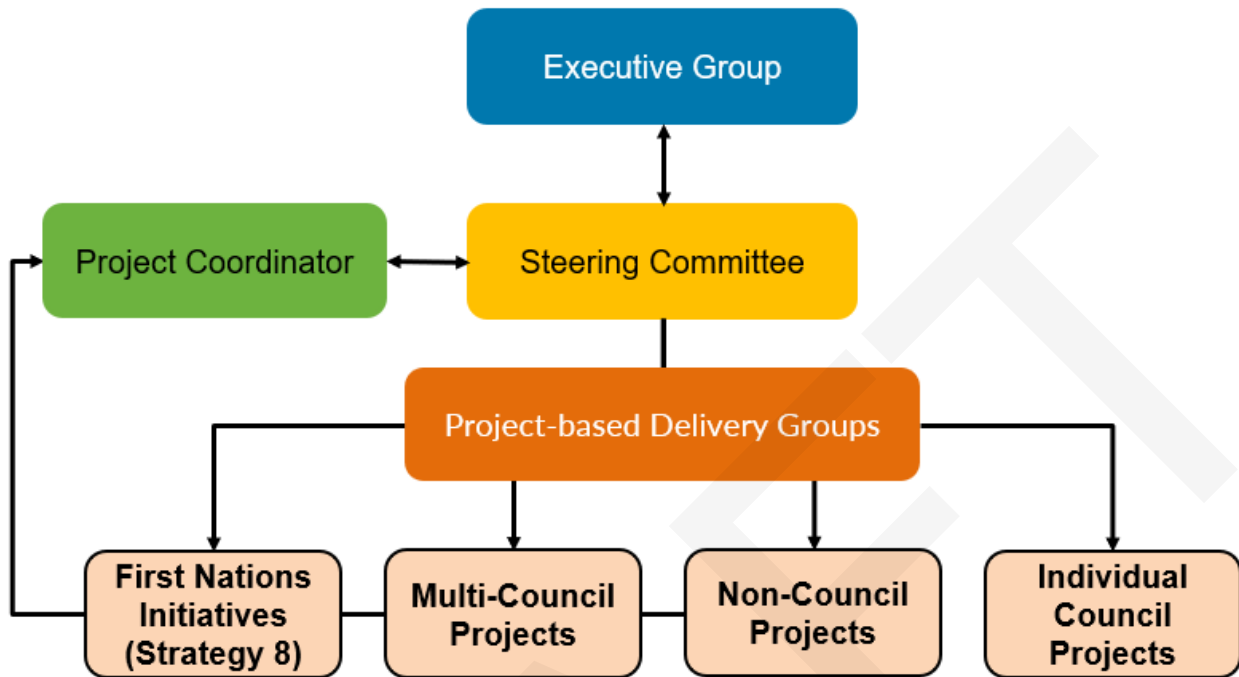 Executive Group
Project Coordinator
Steering Committee
Project-based Delivery Groups
First Nations
Initiatives
(Strategy 8)
Multi-Council
Projects
Non-Council
Projects
Individual
Council
Projects